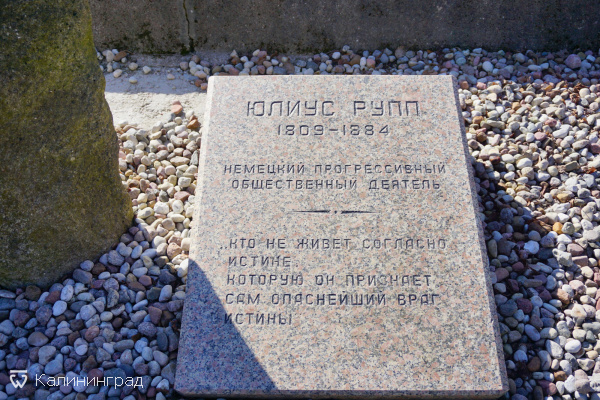 ЮЛИУС РУПП
1809-1884
НЕМЕЦКИЙ ПРОГРЕССИВНЫЙ
ОБЩЕСТВЕННЫЙ ДЕЯТЕЛЬ
„КТО НЕ ЖИВЕТ СОГЛАСНО
ИСТИНЕ,
КОТОРУЮ ОН ПРИЗНАЕТ,
САМ ОПАСНЕЙШИЙ ВРАГ
ИСТИНЫ
Калининград